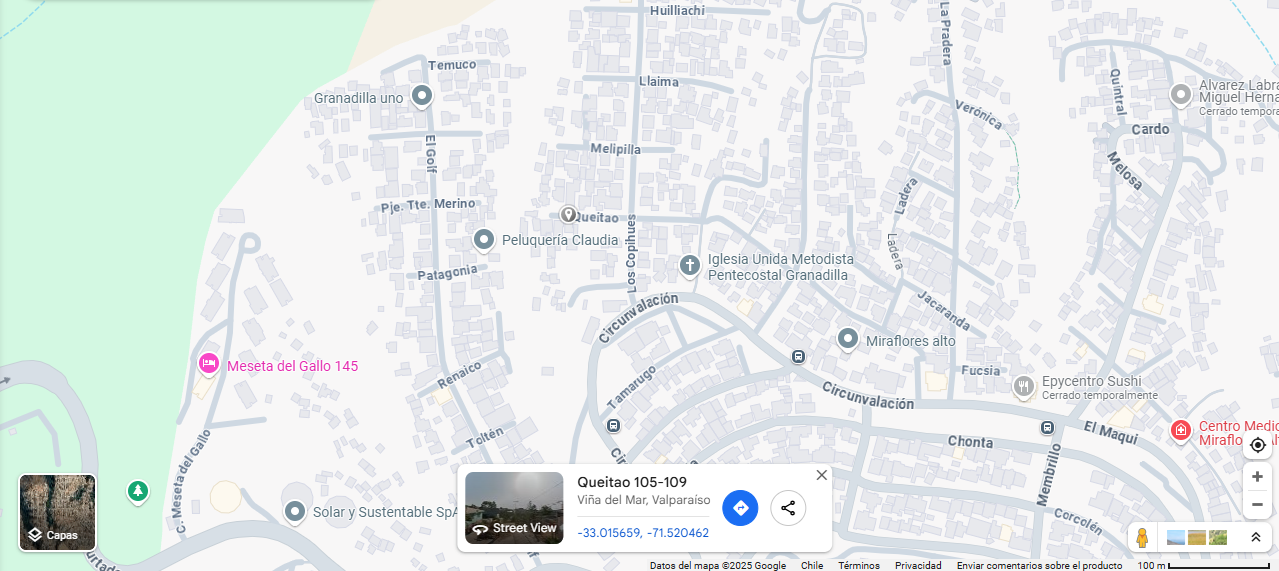 Huilliachi
La Pradera
Temuco
Llaima
Granadilla uno
Quintral
Alvarez Labra
Miguel Herna
Cerrado tempora
Verónica
Cardo
El Golf
Melipilla
Melosa
Ladera
Pje. Tte. Merino
Queitao
Peluquería Claudia
Los Copihues
Ladera
Iglesia Unida Metodista
Pentecostal Granadilla
Patagonia
Jacaranda
Circunvalación
Miraflores alto
Meseta del Gallo 145
Renaico
Fucsia
Tamarugo
Epycentro Sushi
Cerrado temporalmente
Circunvalación
Toltén
El Maqui
Centro Medic
Chonta
C. Meseta del Gallo
Membrillo
Corcolén
Solar y Sustentable SpA
Capas
Street View
Queitao 105-109
Viña del Mar, Valparaíso
-33.015659, -71.520462
Datos del mapa ©2025 Google
Chile
Términos
Privacidad
Enviar comentarios sobre el producto
100 m